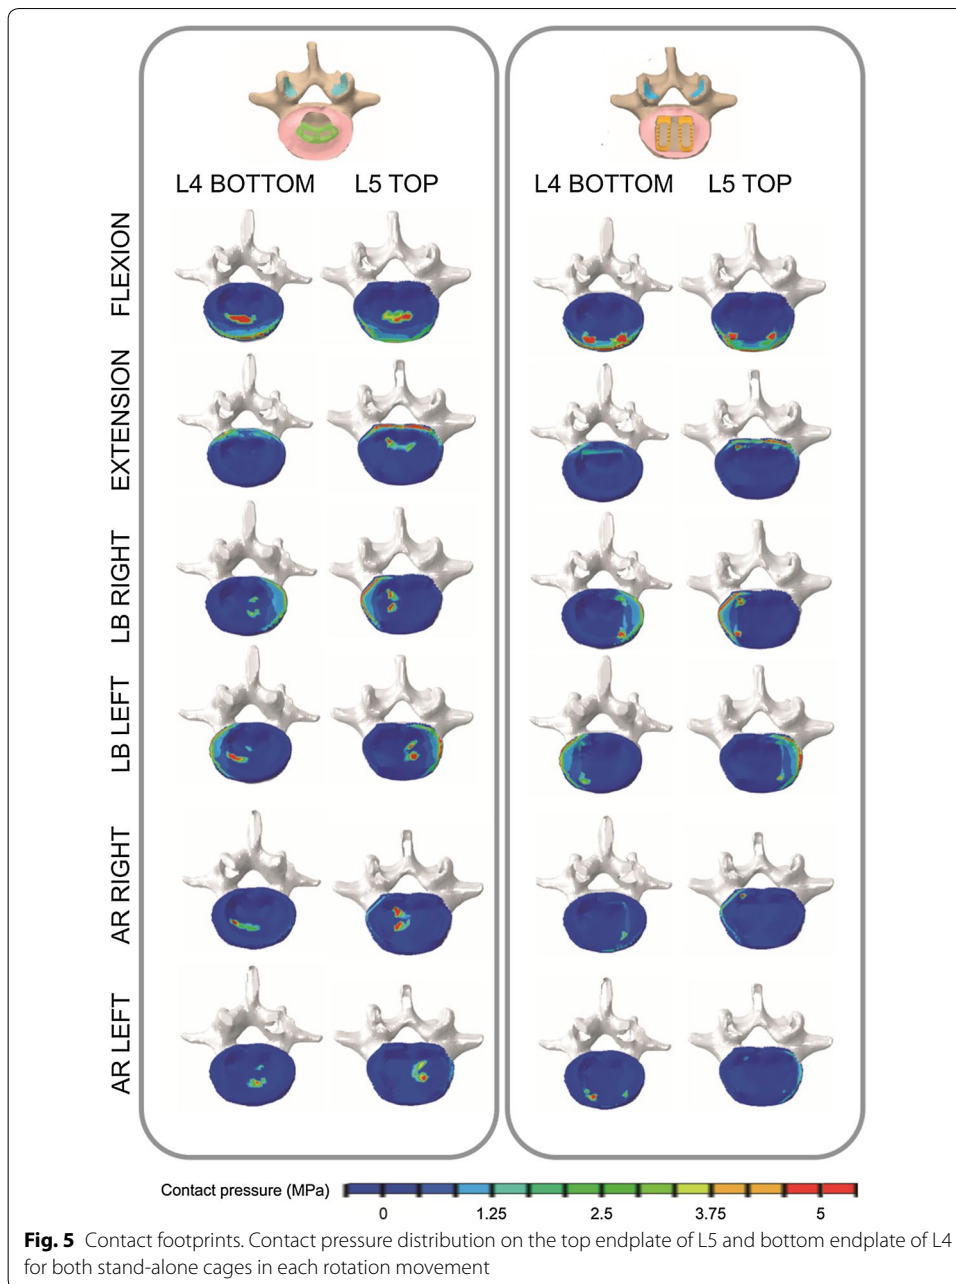 L4 BOTTOM L5 TOP L4 BOTTOM L5 TOP
FLEXION
EXTENSION
LB RIGHT
LB LEFT
AR RIGHT
AR LEFT
Contact pressure (MPa)
0 1.25 2.5 3.75 5
Fig. 5 Contact footprints. Contact pressure distribution on the top endplate of L5 and bottom endplate of L4
for both stand-alone cages in each rotation movement